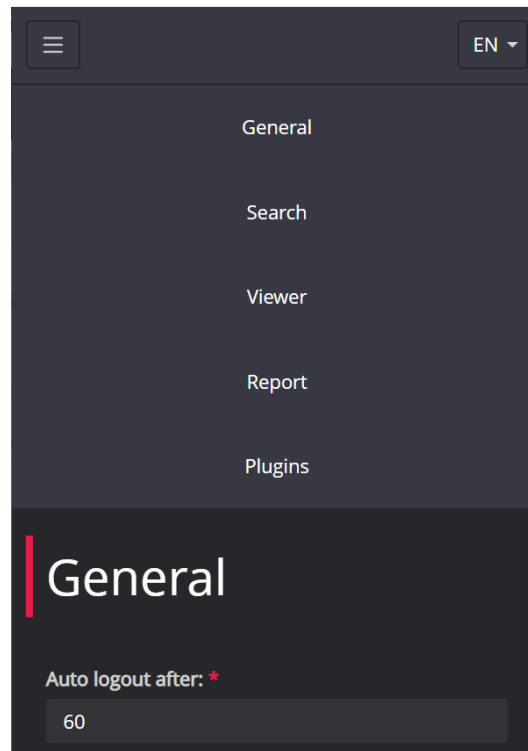 EN
General
Search
Viewer
Report
Plugins
General
Auto logout after: *
60